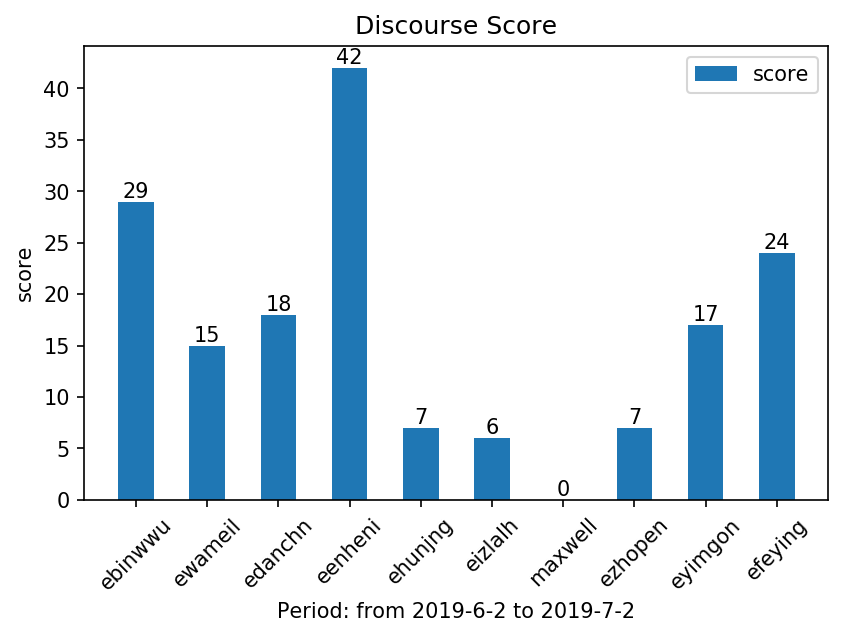 Discourse Score
score
score
40
35
30
25
20
15
10
5
0
29
15
18
42
7
6
0
7
17
24
ebinwwu
ewameil
edanchn
eenheni
ehunjng
eizlalh
maxwell
ezhopen
eyimgon
efeying
Period: from 2019-6-2 to 2019-7-2